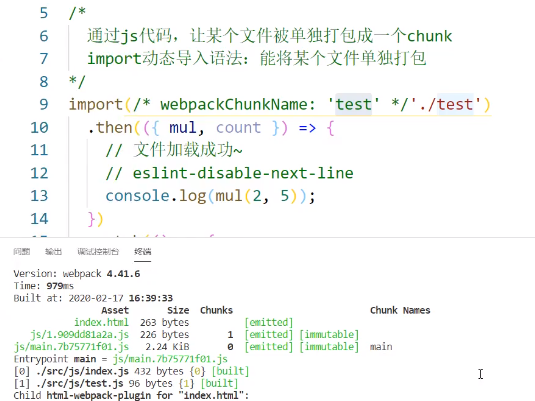 5 /*
6 通过js代码，让某个文件被单独打包成一个chunk
7 import动态导入语法：能将某个文件单独打包
8 */
9 import(/* webpackChunkName: 'test' */'./test')
10 .then(({ mul, count }) => {
11 // 文件加载成功~
12 // eslint-disable-next-line
13 console.log(mul(2, 5));
14 })
问题 输出 调试控制台 终端
Version: webpack 4.41.6
Time: 979ms
Built at: 2020-02-17 16:39:33
Asset Size Chunks Chunk Names
index.html 263 bytes [emitted]
js/1.909dd81a2a.js 226 bytes 1 [emitted] [immutable]
js/main.7b75771f01.js 2.24 KiB 0 [emitted] [immutable] main
Entrypoint main = js/main.7b75771f01.js
[0] ./src/js/index.js 432 bytes {0} [built]
[1] ./src/js/test.js 96 bytes {1} [built]
Child html-webpack-plugin for "index.html":